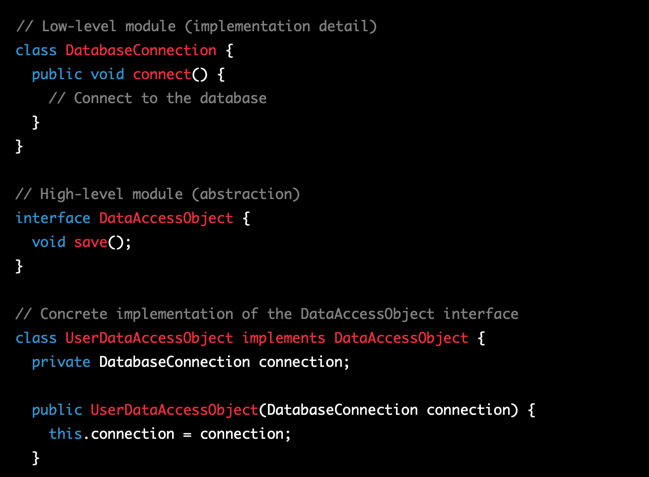 // Low-level module (implementation detail)
class DatabaseConnection {
  public void connect() {
    // Connect to the database
  }
}

// High-level module (abstraction)
interface DataAccessObject {
  void save();
}

// Concrete implementation of the DataAccessObject interface
class UserDataAccessObject implements DataAccessObject {
  private DatabaseConnection connection;

  public UserDataAccessObject(DatabaseConnection connection) {
    this.connection = connection;
  }